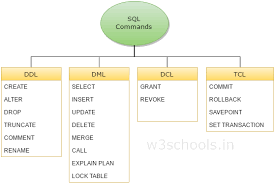 SQL
Commands
DDL
CREATE
ALTER
DROP
TRUNCATE
COMMENT
RENAME
DML
SELECT
INSERT
UPDATE
DELETE
MERGE
CALL
EXPLAIN PLAN
LOCK TABLE
DCL
GRANT
REVOKE
TCL
COMMIT
ROLLBACK
SAVEPOINT
SET TRANSACTION
w3schools.in